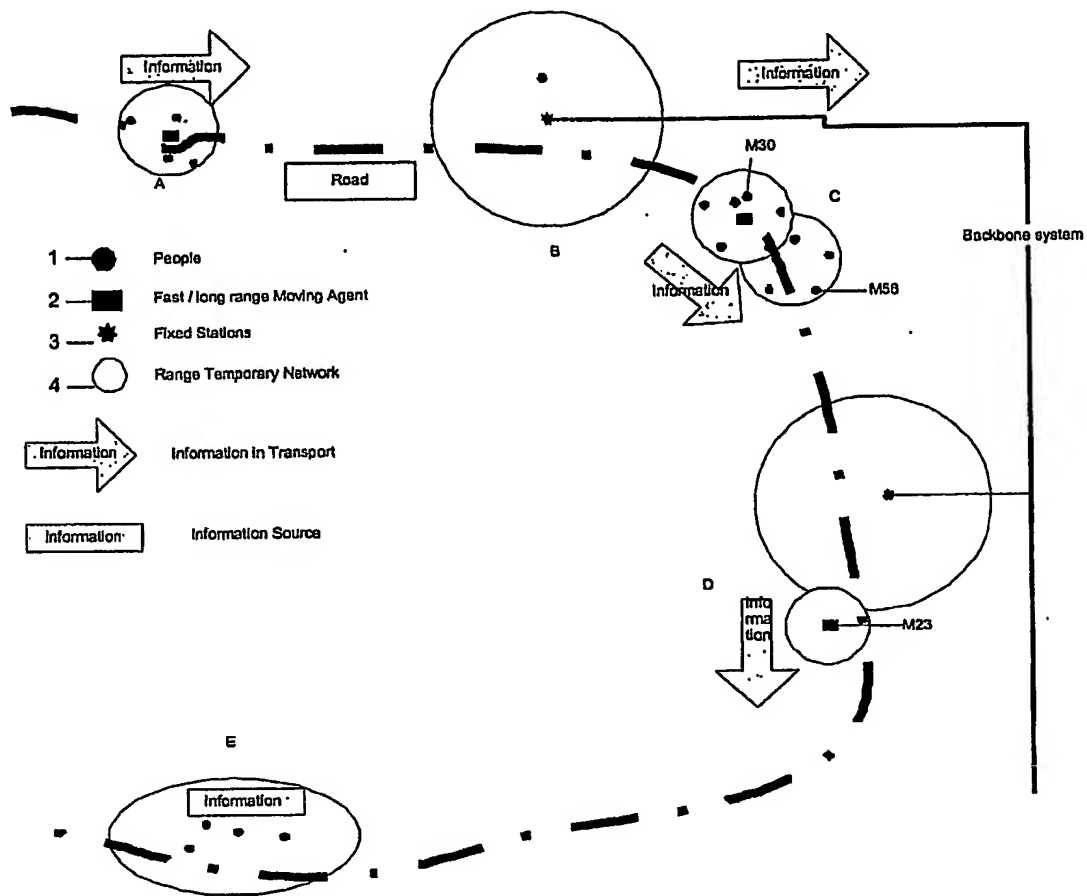 Information
Information
M30
A
Road
C
Backbone system
B
1
People
Information
M58
2
Fast / long range Moving Agent
3
Fixed Stations
4
Range Temporary Network
Information
Information in Transport
Information
Information Source
D
Info
rma
tion
M23
E
Information